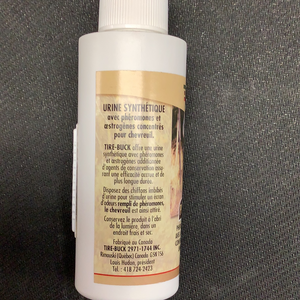 URINE SYNTHÉTIQUE
avec phéromones et
œstrogènes concentrés
pour chevreuil.
TIRE-BUCK offre une urine
synthétique avec phéromones
et œstrogènes additionnée
d'agents de conservation assu-
rant une efficacité accrue et de
plus longue durée.
Disposez des chiffons imbibés
d'urine pour stimuler un écran
d'odeurs rempli de phéromones,
le chevreuil est ainsi attiré.
Conservez le produit à l'abri
de la lumière, dans un
endroit frais et sec.
Fabriqué au Canada
TIRE-BUCK 2971-1744 INC.
Rimouski (Québec) Canada
Louis Hudon, président
Tél.: 418 724-2423